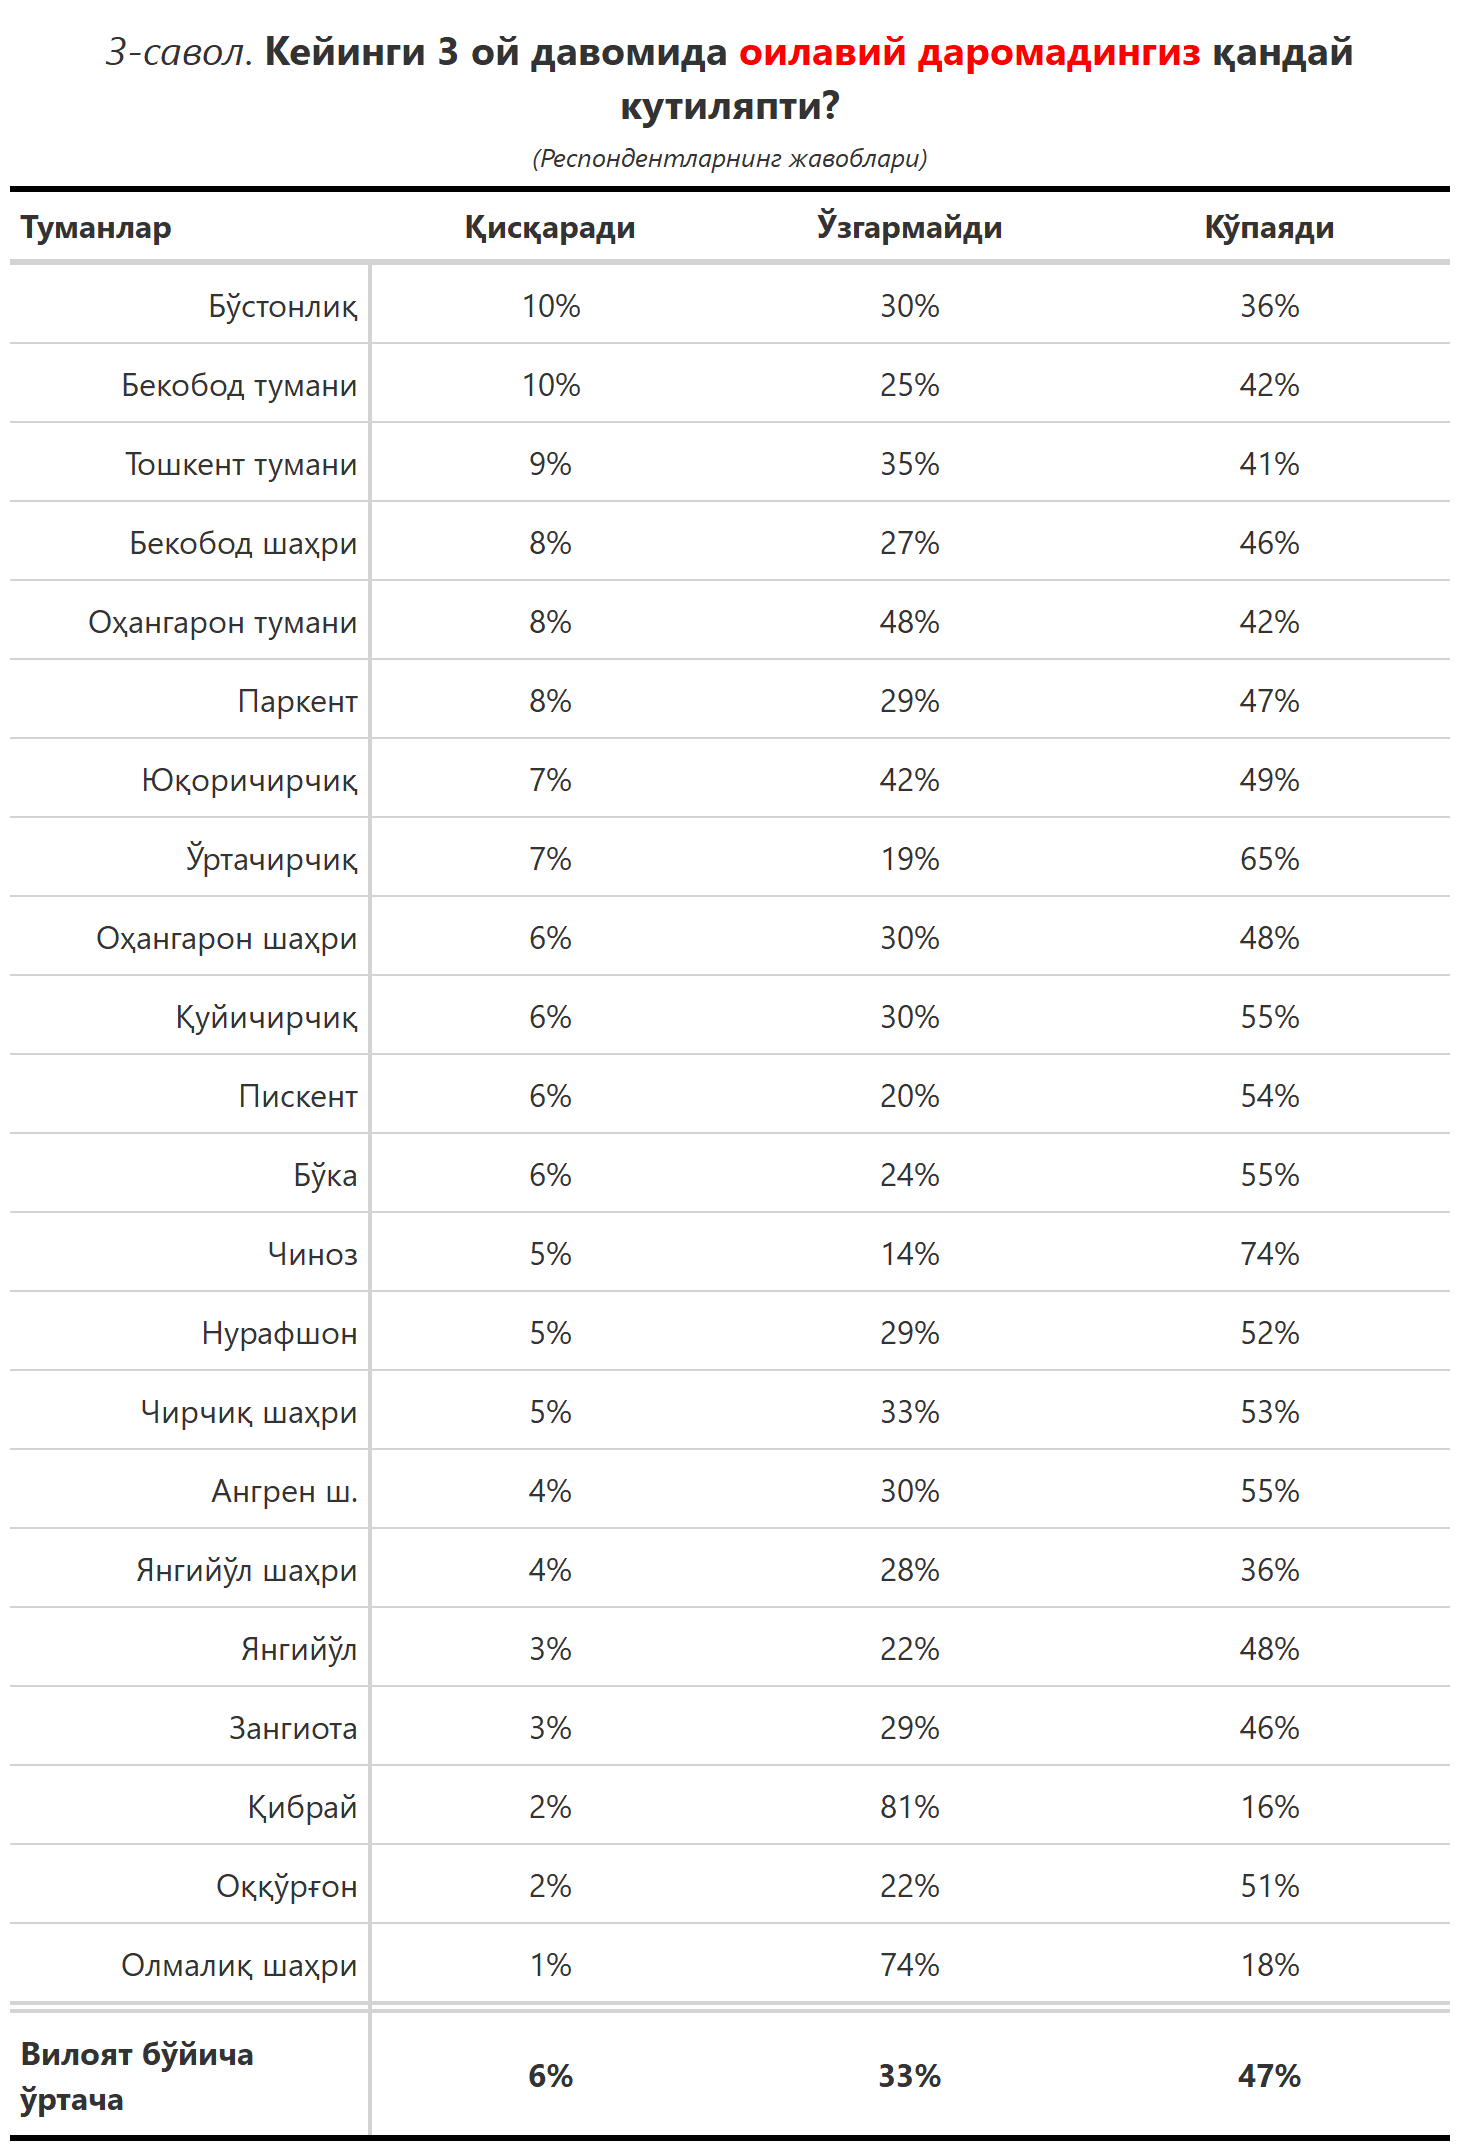 3-савол. Кейинги 3 ой давомида оилавий даромадингиз қандай
кутиляпти?
(Респондентларнинг жавоблари)
Туманлар Қисқаради Ўзгармайди Кўпаяди
Бўстонлиқ 10% 30% 36%
Бекобод тумани 10% 25% 42%
Тошкент тумани 9% 35% 41%
Бекобод шаҳри 8% 27% 46%
Оҳангарон тумани 8% 48% 42%
Паркент 8% 29% 47%
Юқоричирчиқ 7% 42% 49%
Ўртачирчиқ 7% 19% 65%
Оҳангарон шаҳри 6% 30% 48%
Қуйичирчиқ 6% 30% 55%
Пискент 6% 20% 54%
Бўка 6% 24% 55%
Чиноз 5% 14% 74%
Нурафшон 5% 29% 52%
Чирчиқ шаҳри 5% 33% 53%
Ангрен ш. 4% 30% 55%
Янгийўл шаҳри 4% 28% 36%
Янгийўл 3% 22% 48%
Зангиота 3% 29% 46%
Қибрай 2% 81% 16%
Оққўрғон 2% 22% 51%
Олмалиқ шаҳри 1% 74% 18%
Вилоят бўйича
ўртача 6% 33% 47%